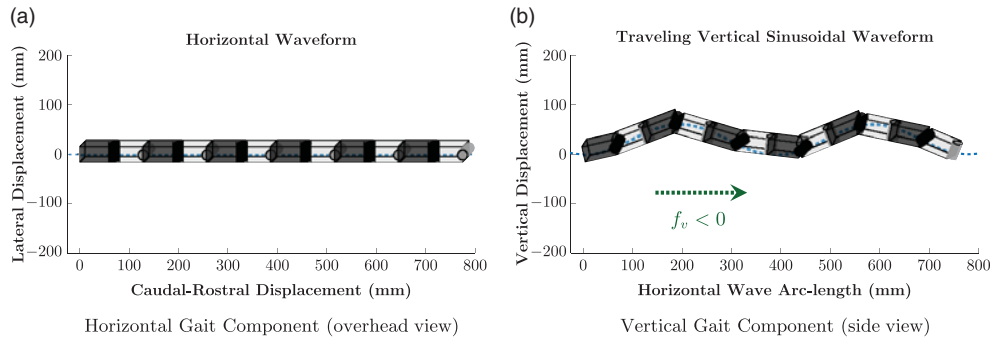 (a)
Horizontal Waveform
Lateral Displacement (mm)
200
100
0
−100
−200
0 100 200 300 400 500 600 700 800
Caudal-Rostral Displacement (mm)
Horizontal Gait Component (overhead view)
(b)
Traveling Vertical Sinusoidal Waveform
Vertical Displacement (mm)
200
100
0
−100
−200
f_v < 0
0 100 200 300 400 500 600 700 800
Horizontal Wave Arc-length (mm)
Vertical Gait Component (side view)